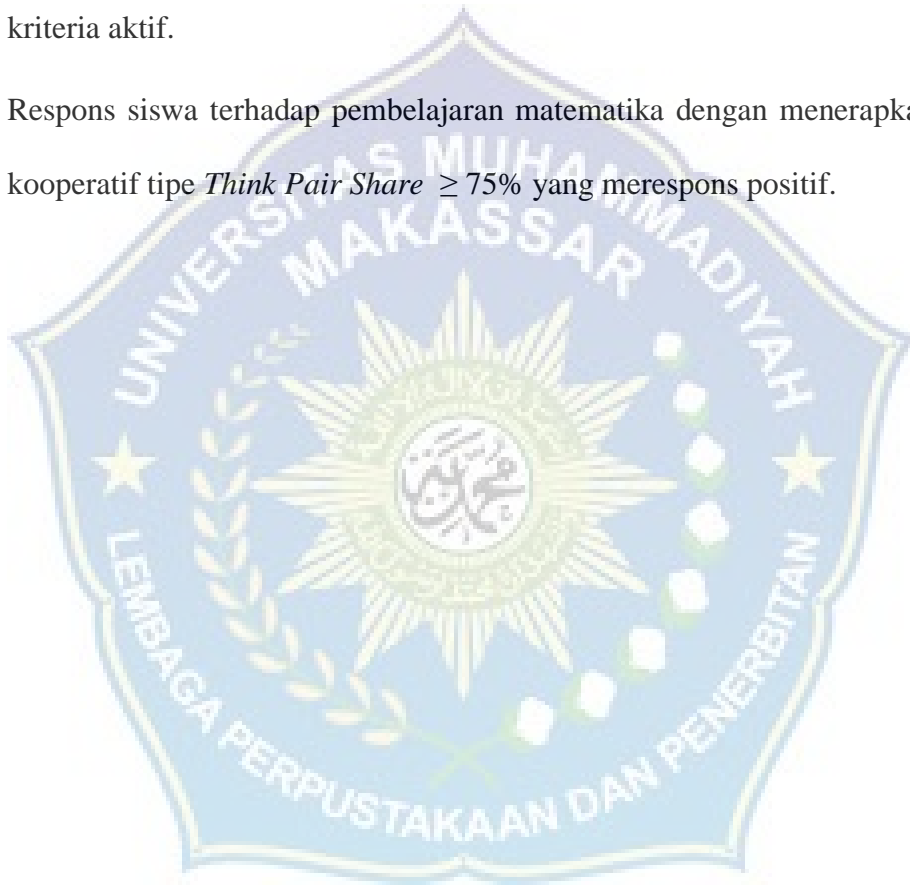 kriteria aktif.
Respons siswa terhadap pembelajaran matematika dengan menerapka
kooperatif tipe Think Pair Share ≥ 75% yang merespons positif.
UNIVERSITAS MUHAMMADIYAH
MAKASSAR
LEMBAGA PERPUSTAKAAN DAN PENERBITAN